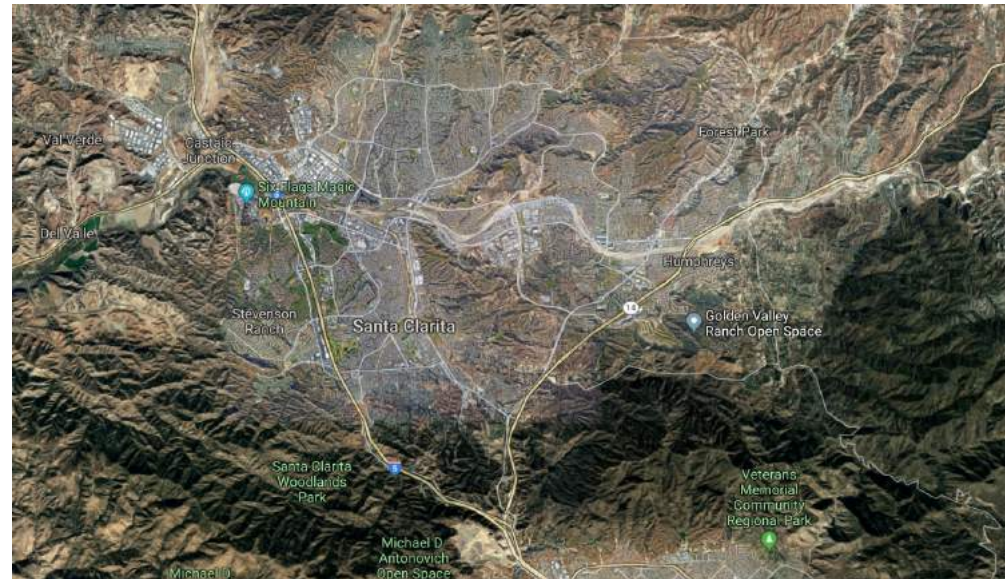 Val Verde
Castaic
Junction
Forest Park
Six Flags Magic
Mountain
Del Valle
Humphreys
Stevenson
Ranch
Santa Clarita
14
Golden Valley
Ranch Open Space
5
Santa Clarita
Woodlands
Park
Veterans
Memorial
Community
Regional Park
Michael D
Antonovich
Open Space
Michael D